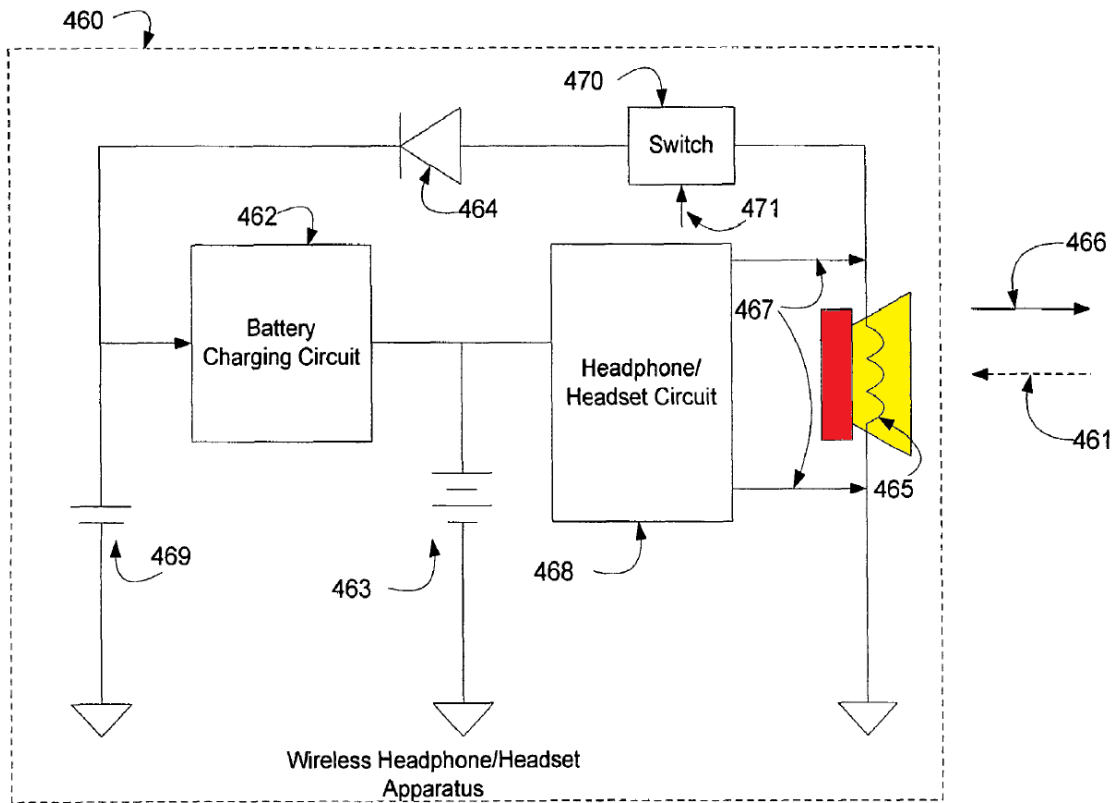 460
470
Switch
464
471
462
466
467
Battery
Charging Circuit
Headphone/
Headset Circuit
461
465
469
463
468
Wireless Headphone/Headset
Apparatus